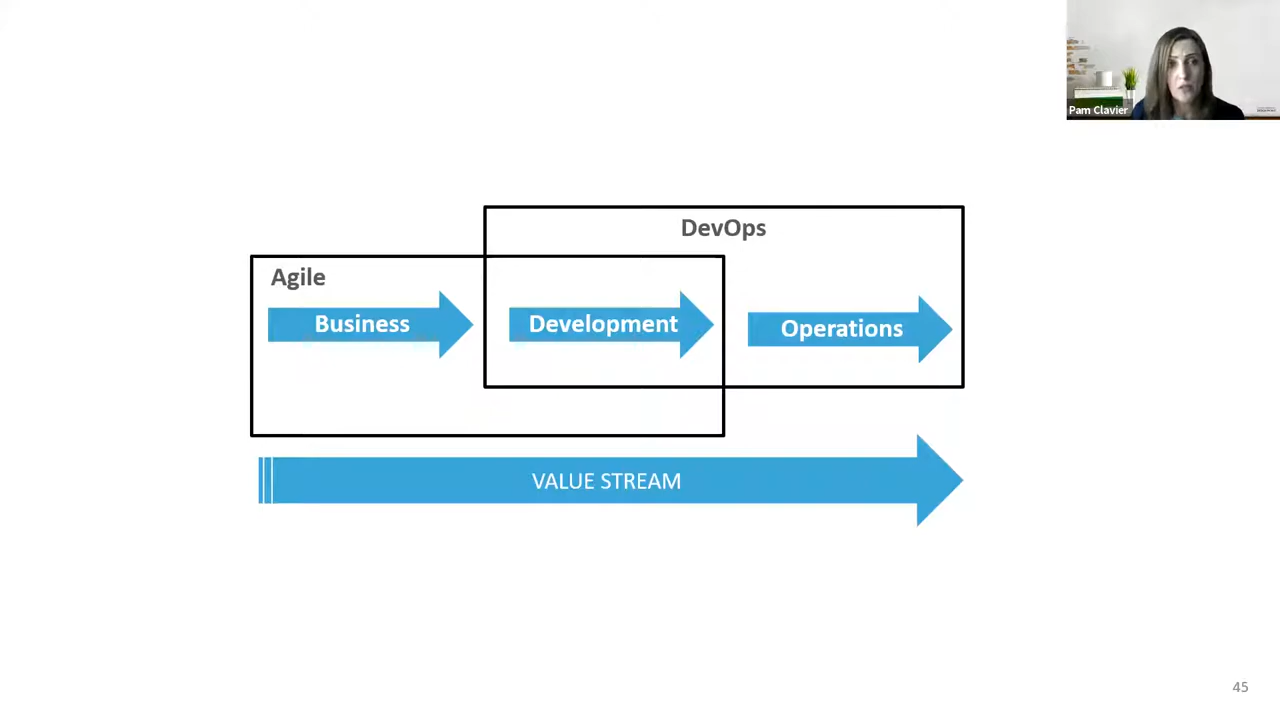 Pam Clavier
DevOps
Agile
Business
Development
Operations
VALUE STREAM
45